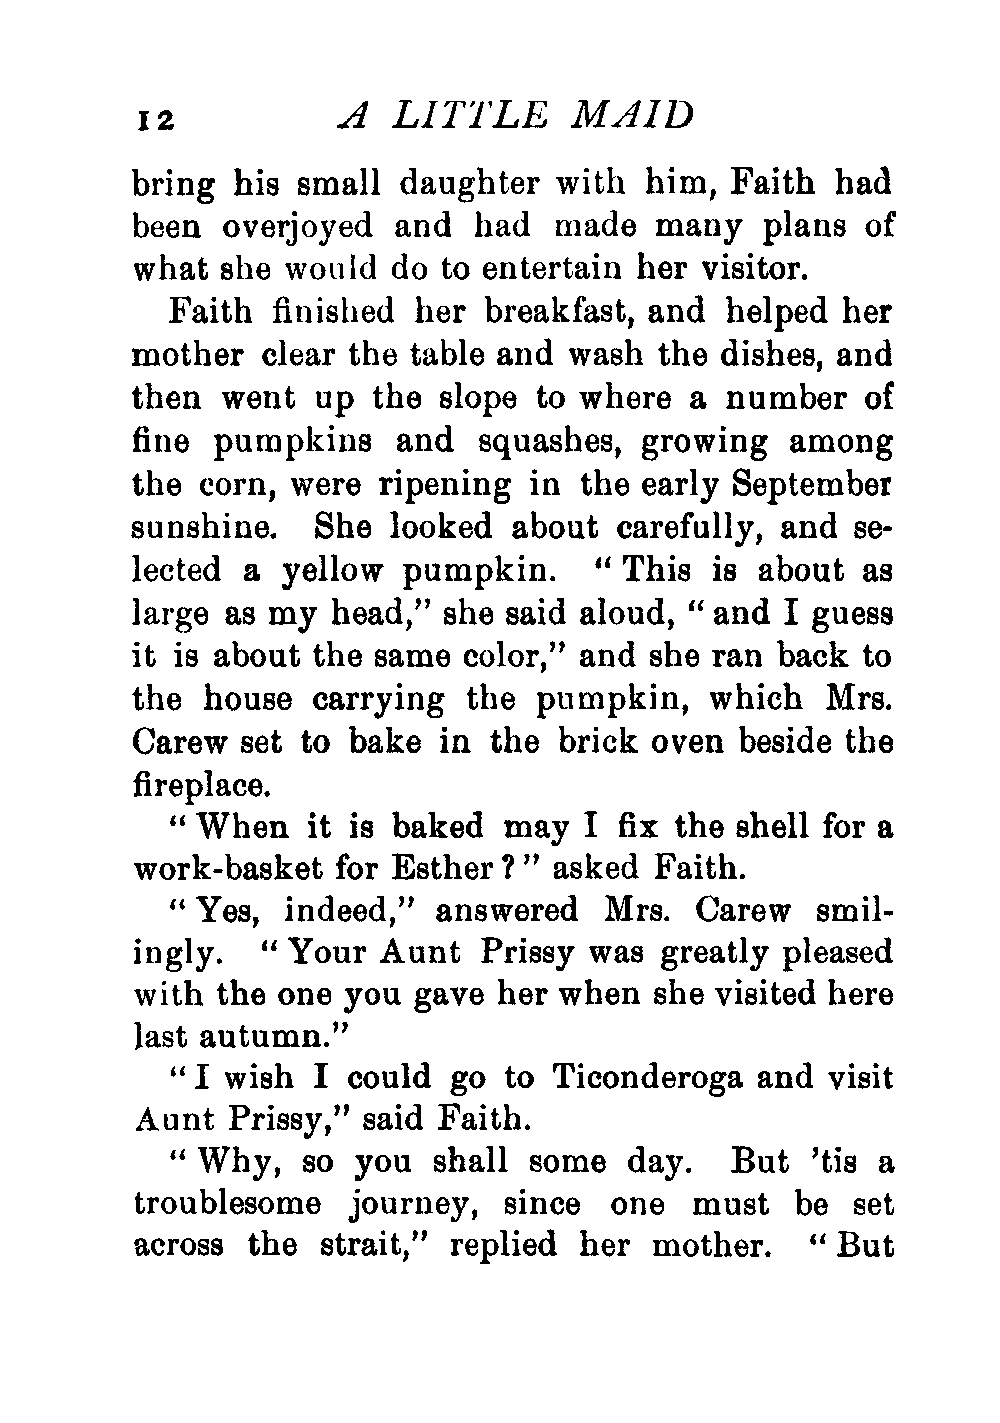 12 A LITTLE MAID
bring his small daughter with him, Faith had
been overjoyed and had made many plans of
what she would do to entertain her visitor.
Faith finished her breakfast, and helped her
mother clear the table and wash the dishes, and
then went up the slope to where a number of
fine pumpkins and squashes, growing among
the corn, were ripening in the early September
sunshine. She looked about carefully, and se-
lected a yellow pumpkin. “ This is about as
large as my head,” she said aloud, “ and I guess
it is about the same color,” and she ran back to
the house carrying the pumpkin, which Mrs.
Carew set to bake in the brick oven beside the
fireplace.
“ When it is baked may I fix the shell for a
work-basket for Esther ? ” asked Faith.
“ Yes, indeed,” answered Mrs. Carew smil-
ingly. “ Your Aunt Prissy was greatly pleased
with the one you gave her when she visited here
last autumn.”
“ I wish I could go to Ticonderoga and visit
Aunt Prissy,” said Faith.
“ Why, so you shall some day. But ’tis a
troublesome journey, since one must be set
across the strait,” replied her mother. “ But